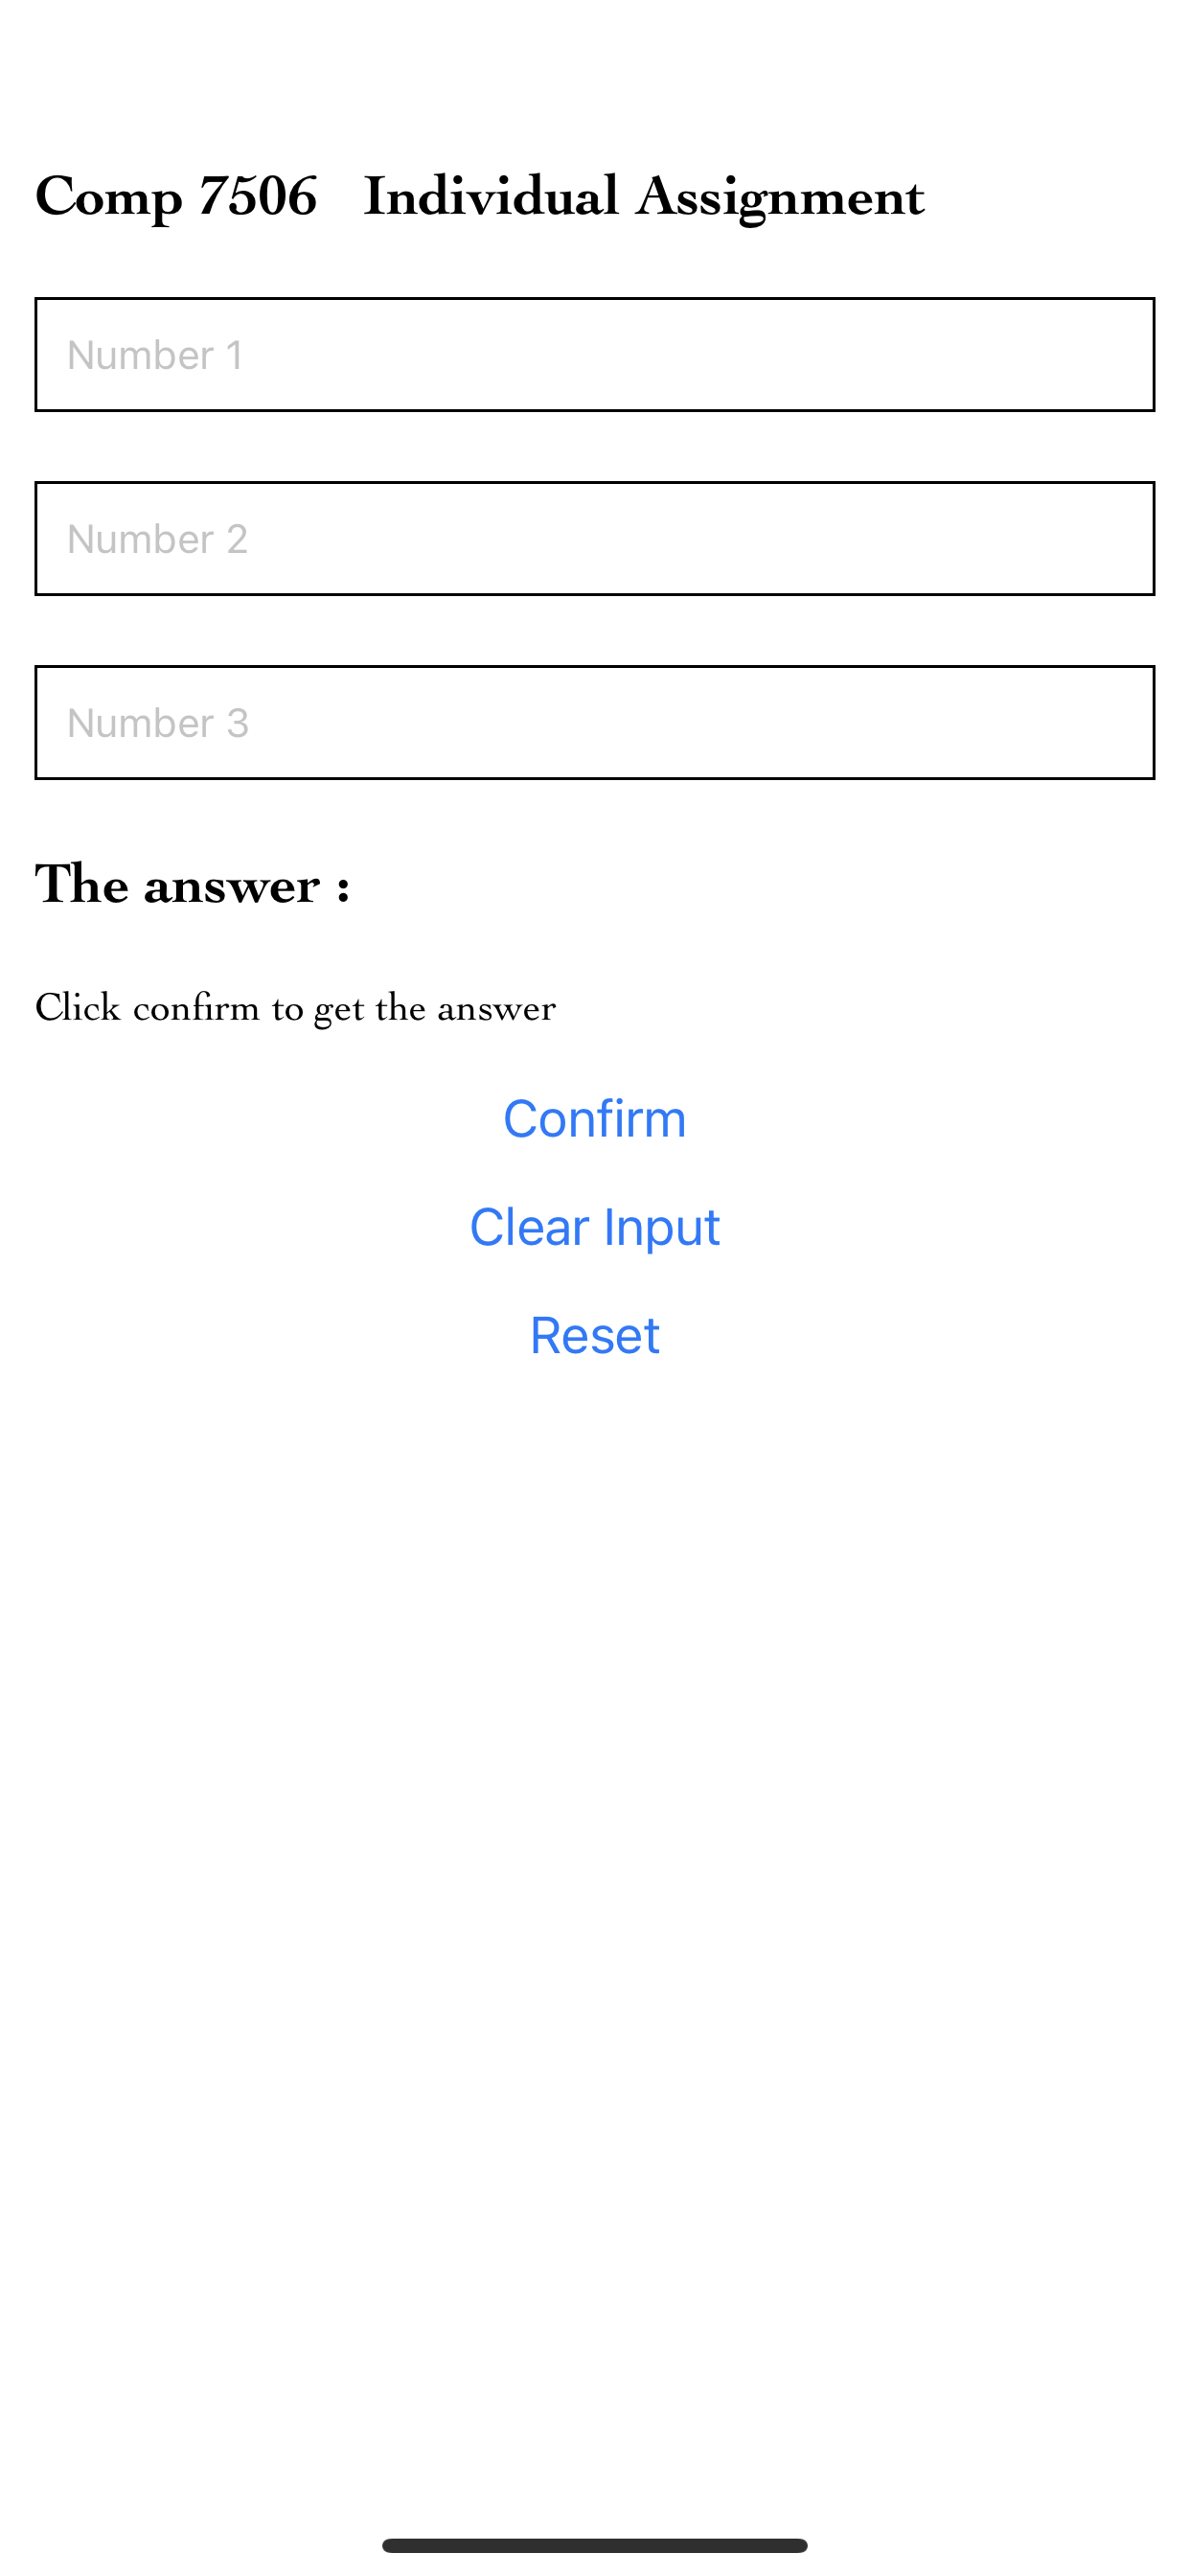 Comp 7506   Individual Assignment
Number 1
Number 2
Number 3
The answer :
Click confirm to get the answer
Confirm
Clear Input
Reset